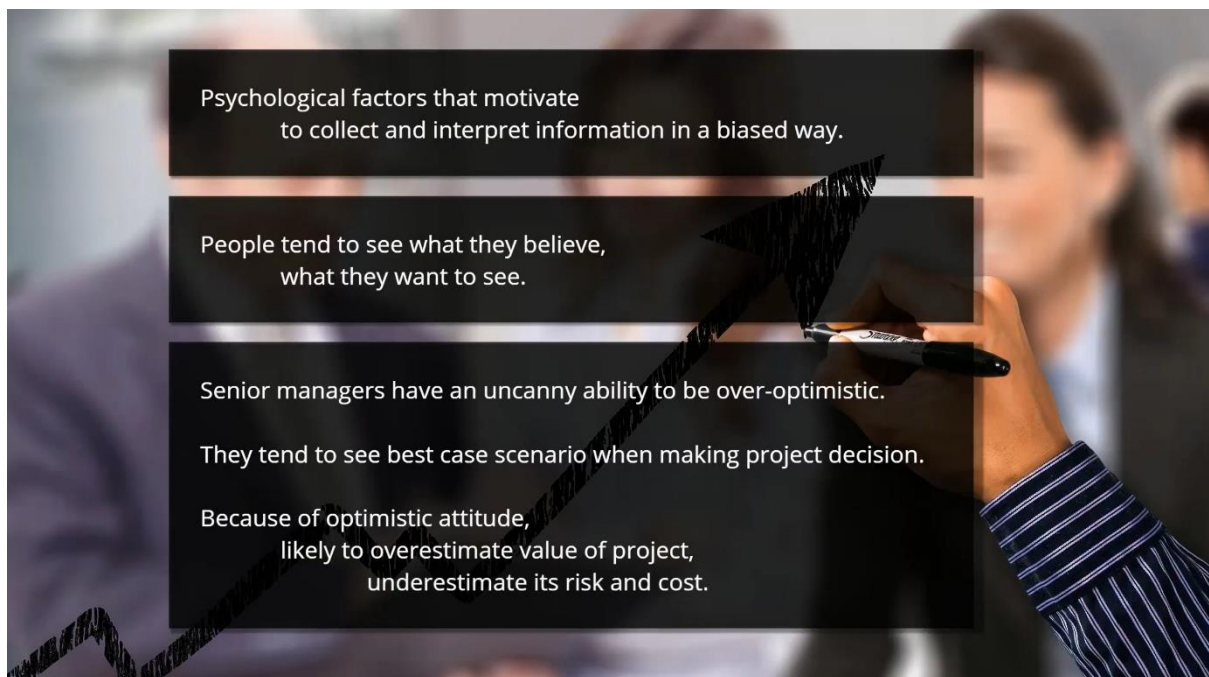 Psychological factors that motivate
to collect and interpret information in a biased way.
People tend to see what they believe,
what they want to see.
Senior managers have an uncanny ability to be over-optimistic.
They tend to see best case scenario when making project decision.
Because of optimistic attitude,
likely to overestimate value of project,
underestimate its risk and cost.